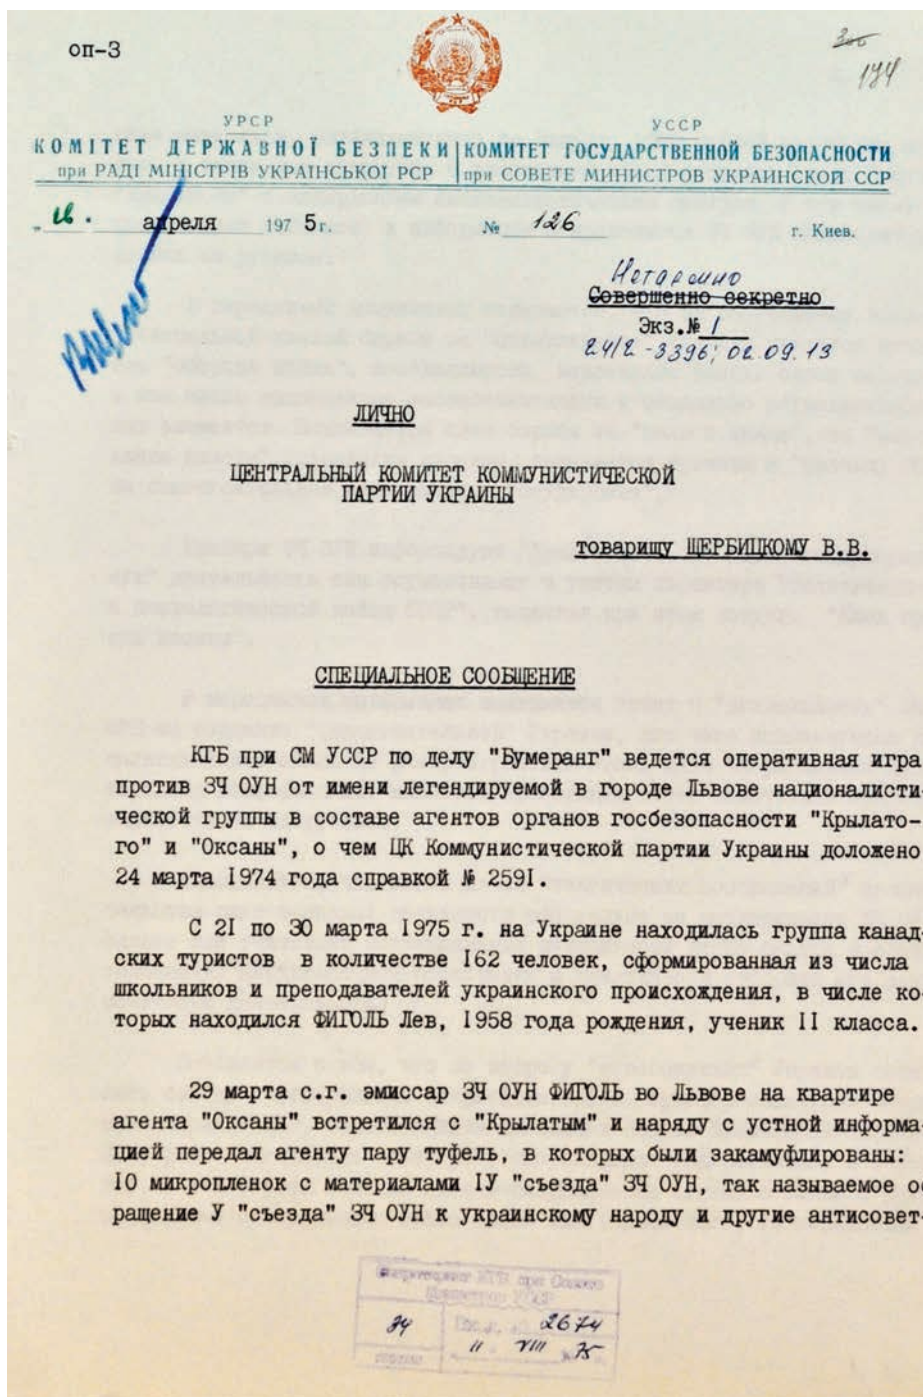 оп-3
194
УРСР
КОМІТЕТ ДЕРЖАВНОЇ БЕЗПЕКИ
при РАДІ МІНІСТРІВ УКРАЇНСЬКОЇ РСР
УССР
КОМИТЕТ ГОСУДАРСТВЕННОЙ БЕЗОПАСНОСТИ
при СОВЕТЕ МИНИСТРОВ УКРАИНСКОЙ ССР
апреля 1975 г.
№ 126
г. Киев.
Нетаємно
Совершенно секретно
Экз.№ 1
24/2-3396; 02.09.13
ЛИЧНО
ЦЕНТРАЛЬНЫЙ КОМИТЕТ КОММУНИСТИЧЕСКОЙ
ПАРТИИ УКРАИНЫ
товарищу ЩЕРБИЦКОМУ В.В.
СПЕЦИАЛЬНОЕ СООБЩЕНИЕ
КГБ при СМ УССР по делу "Бумеранг" ведется оперативная игра
против ЗЧ ОУН от имени легендируемой в городе Львове националисти-
ческой группы в составе агентов органов госбезопасности "Крылато-
го" и "Оксаны", о чем ЦК Коммунистической партии Украины доложено
24 марта 1974 года справкой № 2591.
С 21 по 30 марта 1975 г. на Украине находилась группа канад-
ских туристов в количестве 162 человек, сформированная из числа
школьников и преподавателей украинского происхождения, в числе ко-
торых находился ФИГОЛЬ Лев, 1958 года рождения, ученик II класса.
29 марта с.г. эмиссар ЗЧ ОУН ФИГОЛЬ во Львове на квартире
агента "Оксаны" встретился с "Крылатым" и наряду с устной информа-
цией передал агенту пару туфель, в которых были закамуфлированы:
10 микропленок с материалами IУ "съезда" ЗЧ ОУН, так называемое об
ращение У "съезда" ЗЧ ОУН к украинскому народу и другие антисовет-
2674
11 VIII 75